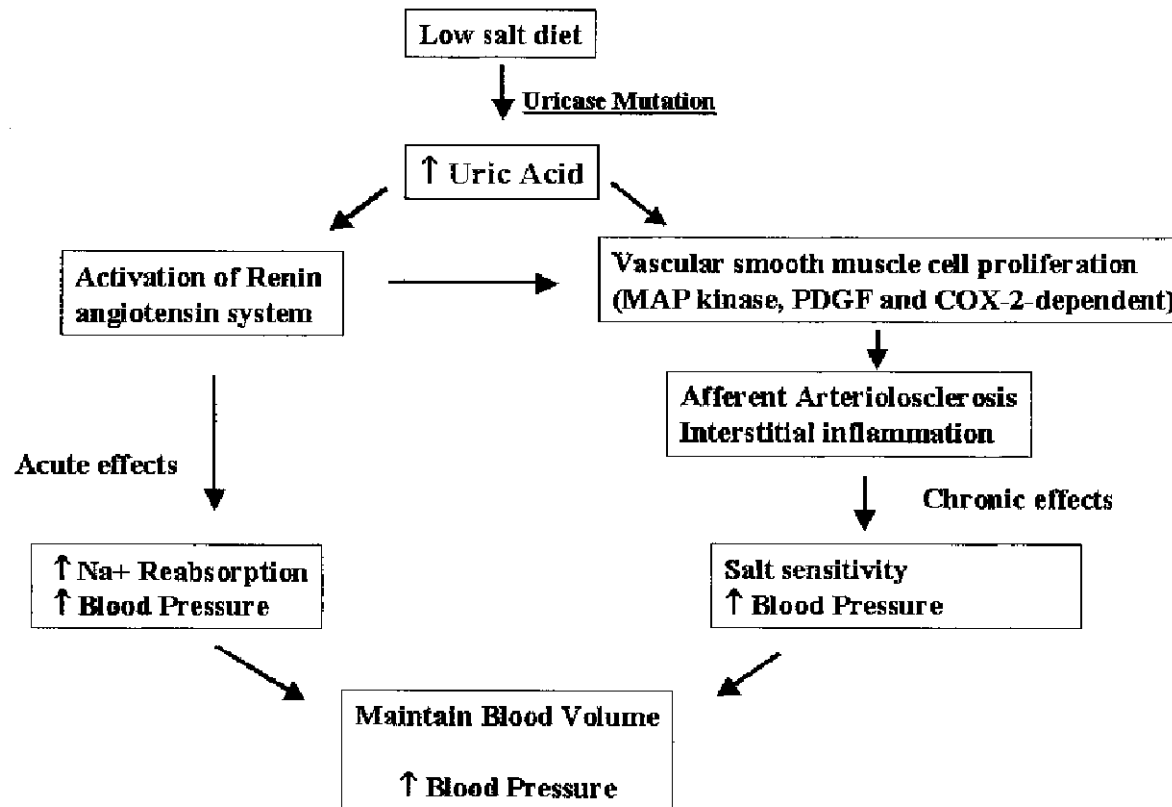 Low salt diet
Uricase Mutation
↑ Uric Acid
Activation of Renin
angiotensin system
Vascular smooth muscle cell proliferation
(MAP kinase, PDGF and COX-2-dependent)
Afferent Arteriolosclerosis
Interstitial inflammation
Acute effects
Chronic effects
↑ Na+ Reabsorption
↑ Blood Pressure
Salt sensitivity
↑ Blood Pressure
Maintain Blood Volume
↑ Blood Pressure